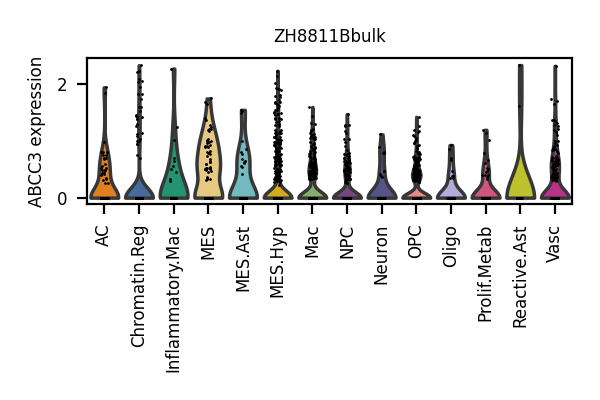 ZH8811Bbulk
ABCC3 expression
2
0
AC
Chromatin.Reg
Inflammatory.Mac
MES
MES.Ast
MES.Hyp
Mac
NPC
Neuron
OPC
Oligo
Prolif.Metab
Reactive.Ast
Vasc